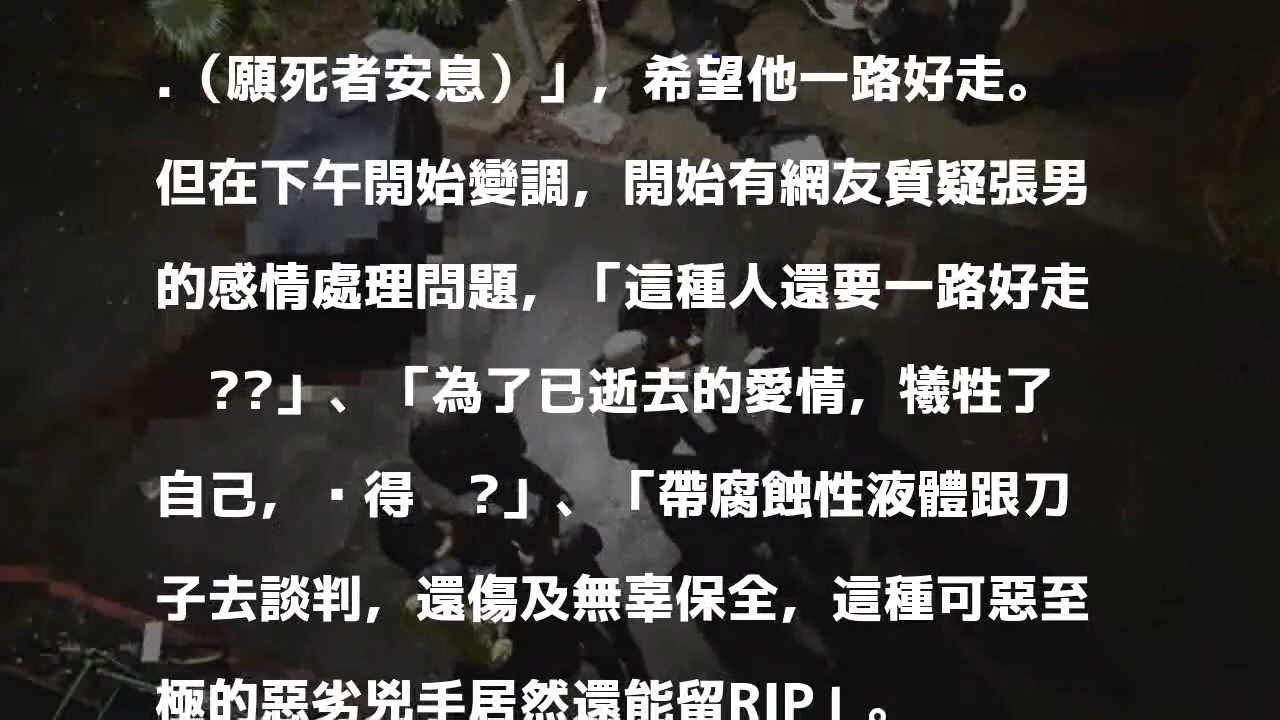 .（願死者安息）」，希望他一路好走。
但在下午開始變調，開始有網友質疑張男
的感情處理問題，「這種人還要一路好走
??」、「為了已逝去的愛情，犧牲了
自己，·得　?」、「帶腐蝕性液體跟刀
子去談判，還傷及無辜保全，這種可惡至
極的惡劣兇手居然還能留RIP」。